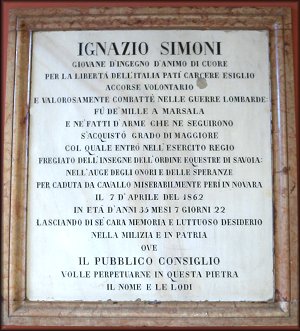 IGNAZIO SIMONI
GIOVANE D'INGEGNO D'ANIMO DI CUORE
PER LA LIBERTÀ DELL'ITALIA PATÌ CARCERE ESIGLIO
ACCORSE VOLONTARIO
E VALOROSAMENTE COMBATTÈ NELLE GUERRE LOMBARDE
FÙ DE' MILLE A MARSALA
E NE' FATTI D'ARME CHE NE SEGUIRONO
S'ACQUISTÒ GRADO DI MAGGIORE
COL QUALE ENTRÒ NELL'ESERCITO REGIO
FREGIATO DELL'INSEGNE DELL'ORDINE EQUESTRE DI SAVOIA:
NELL'AUGE DEGLI ONORI E DELLE SPERANZE
PER CADUTA DA CAVALLO MISERABILMENTE PERÌ IN NOVARA
IL 7 D'APRILE DEL 1862
IN ETÀ D'ANNI 35 MESI 7 GIORNI 22
LASCIANDO DI SÈ CARA MEMORIA E LUTTUOSO DESIDERIO
NELLA MILIZIA E IN PATRIA
OVE
IL PUBBLICO CONSIGLIO
VOLLE PERPETUARNE IN QUESTA PIETRA
IL NOME E LE LODI